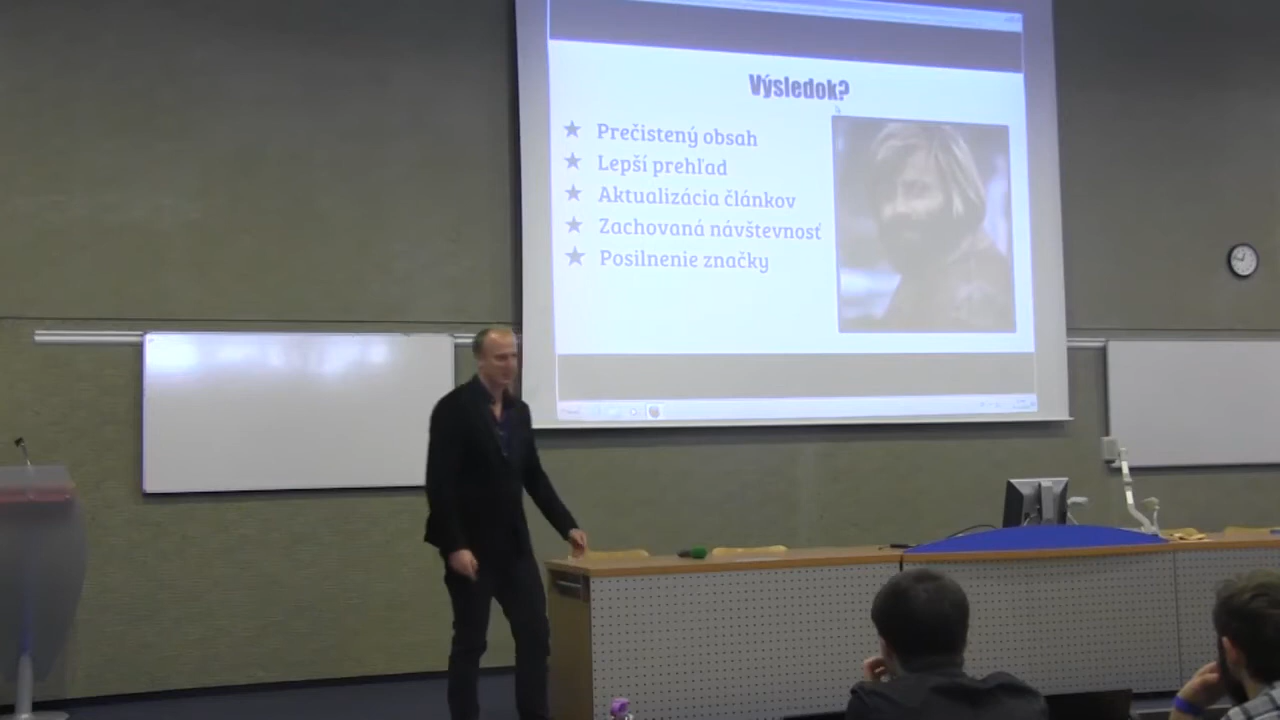 Výsledok?
Prečistený obsah
Lepší prehľad
Aktualizácia článkov
Zachovaná návštevnosť
Posilnenie značky